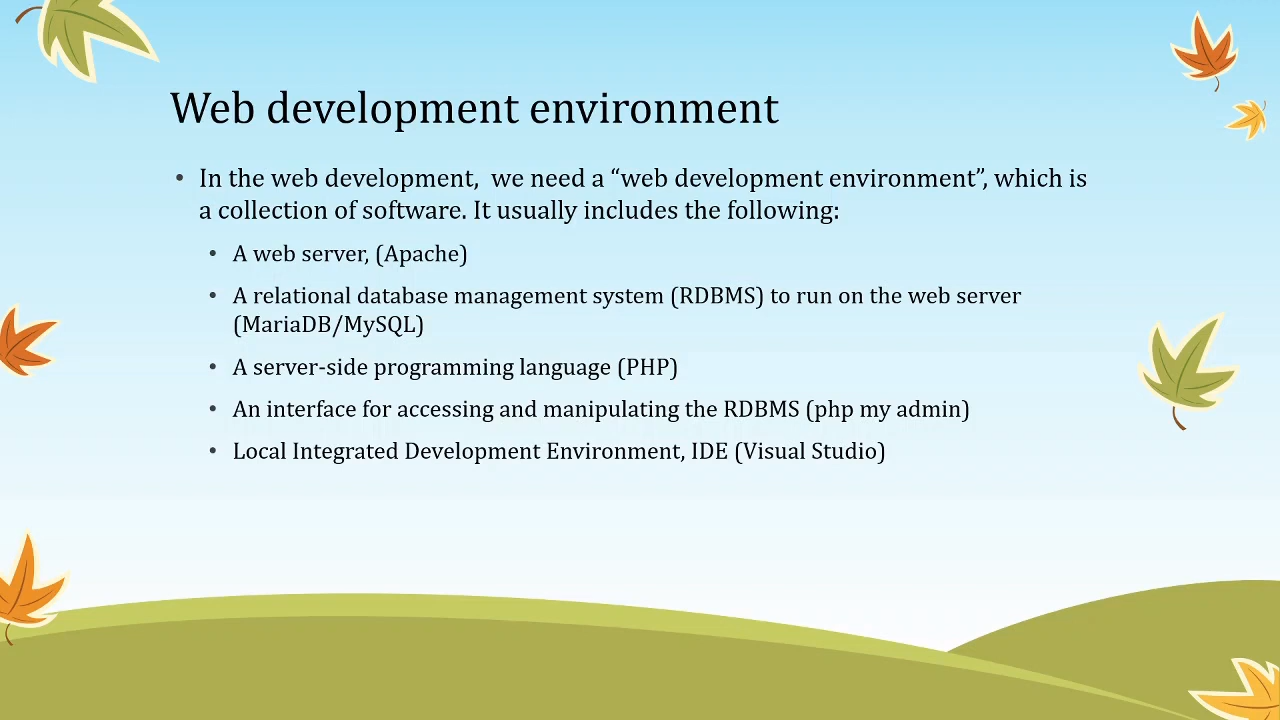 Web development environment
• In the web development,  we need a “web development environment”, which is
a collection of software. It usually includes the following:
• A web server, (Apache)
• A relational database management system (RDBMS) to run on the web server
(MariaDB/MySQL)
• A server-side programming language (PHP)
• An interface for accessing and manipulating the RDBMS (php my admin)
• Local Integrated Development Environment, IDE (Visual Studio)